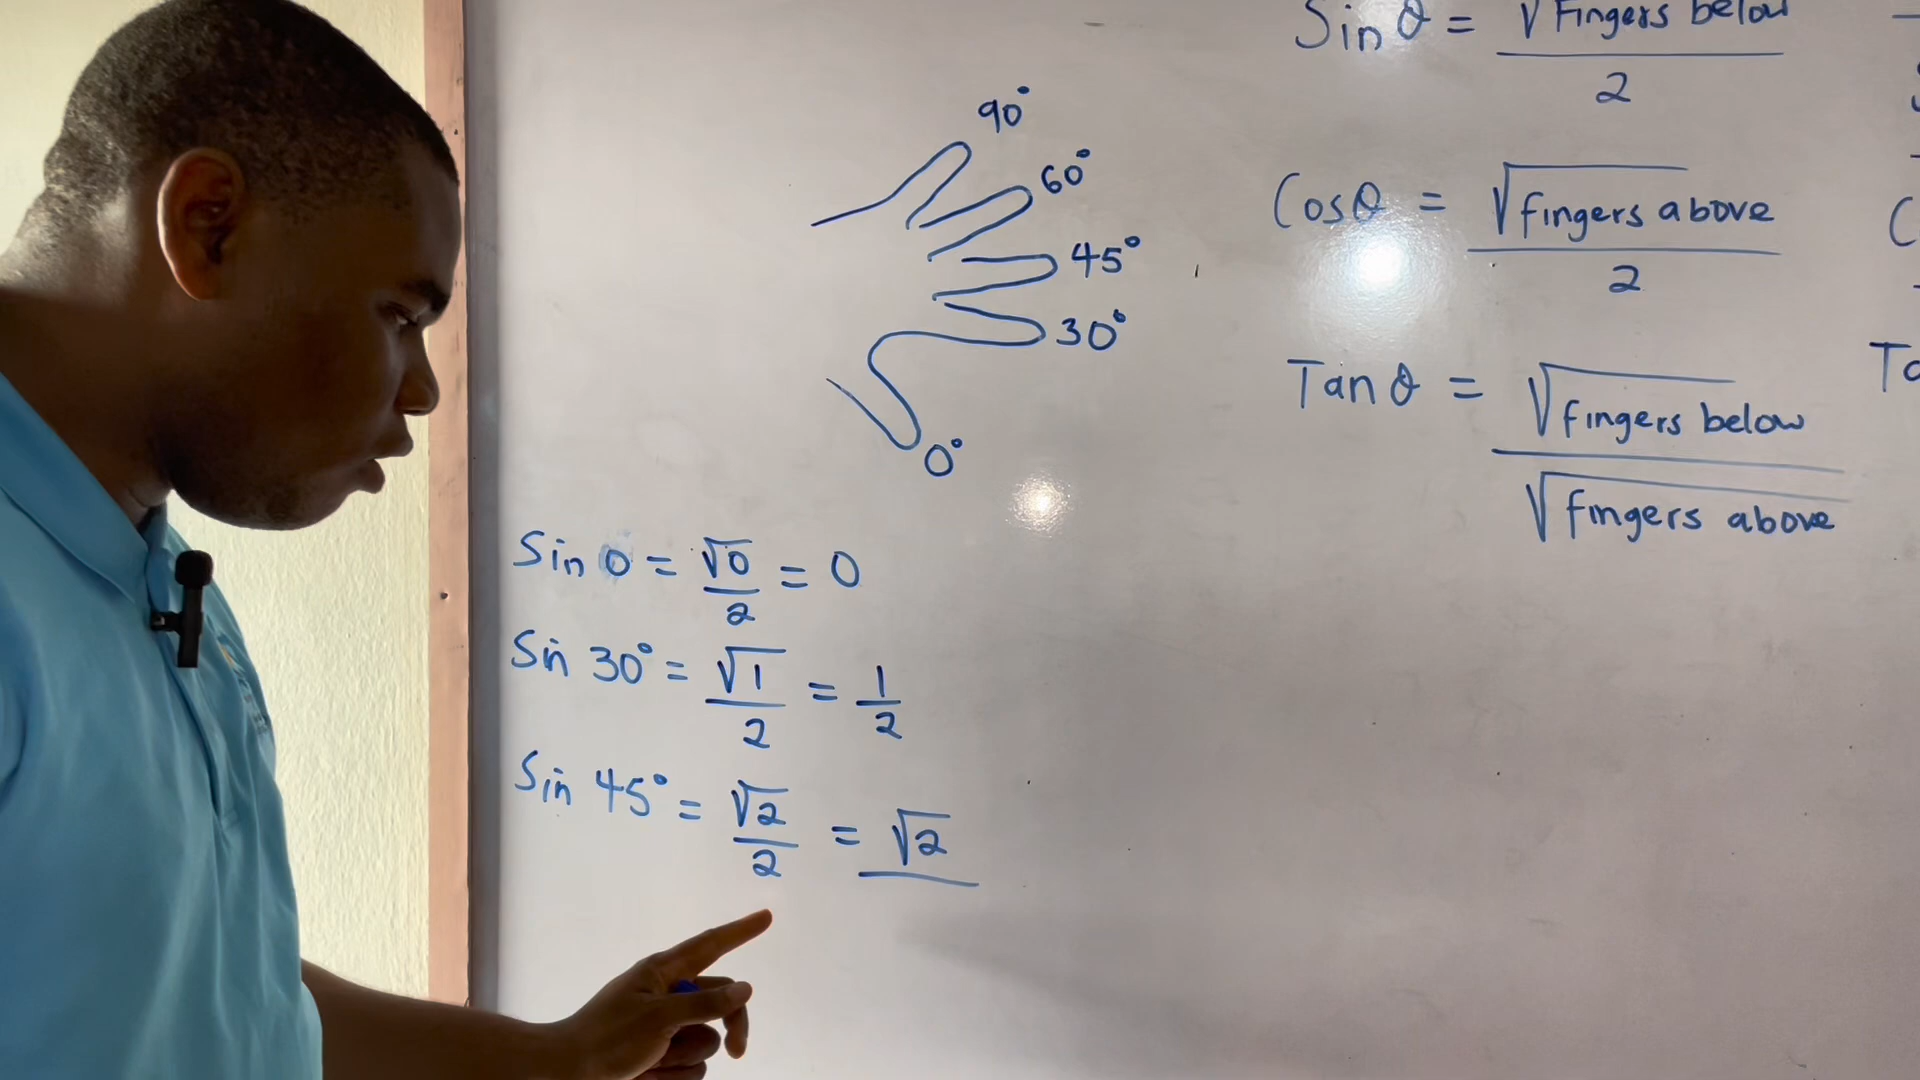 90°
60°
45°
30°
0°
Sin 0 = √0/2 = 0
Sin 30° = √1/2 = 1/2
Sin 45° = √2/2 = √2
Sin θ = √Fingers below/2
Cosθ = √fingers above/2
Tan θ = √fingers below/√fingers above